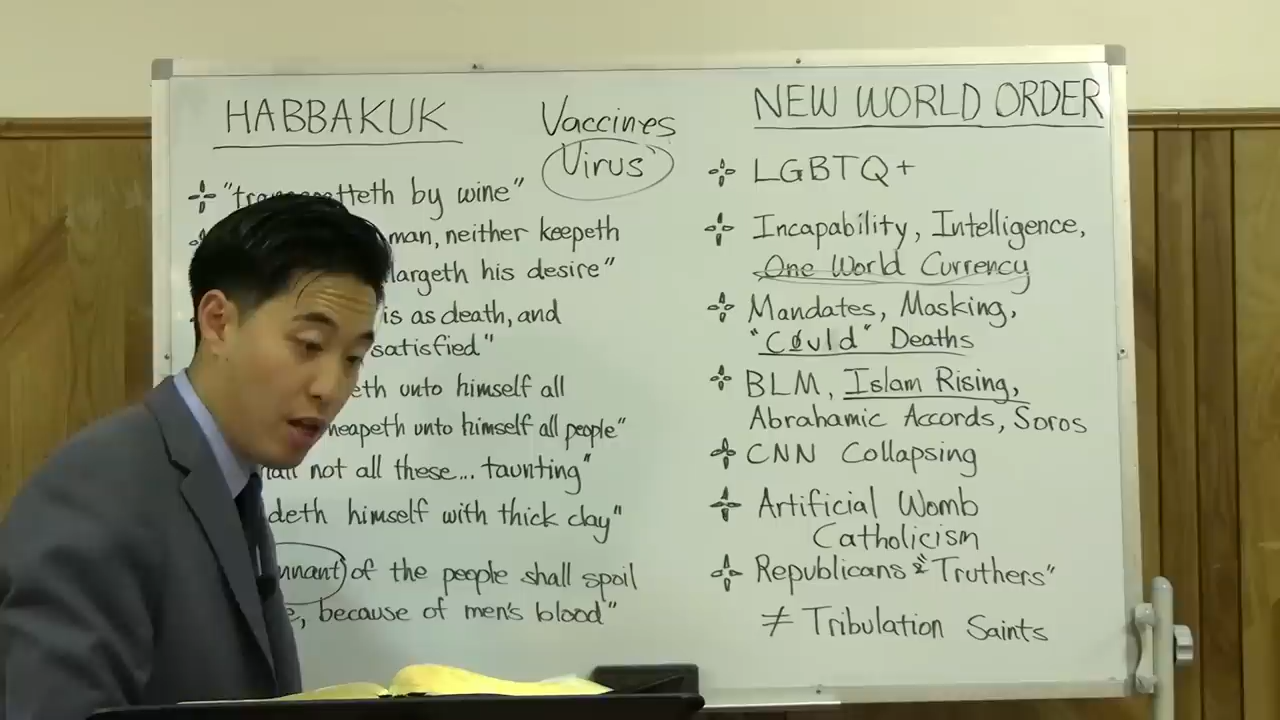 HABBAKUK
"tran        tteth by wine"
man, neither keepeth
largeth his desire"
is as death, and
satisfied"
eth unto himself all
heapeth unto himself all people"
not all these... taunting"
deth himself with thick clay"
mnant of the people shall spoil
e, because of men's blood"
Vaccines
Virus
NEW WORLD ORDER
LGBTQ+
Incapability, Intelligence,
One World Currency
Mandates, Masking,
"Covid" Deaths
BLM, Islam Rising,
Abrahamic Accords, Soros
CNN Collapsing
Artificial Womb
Catholicism
Republicans & "Truthers"
≠ Tribulation Saints